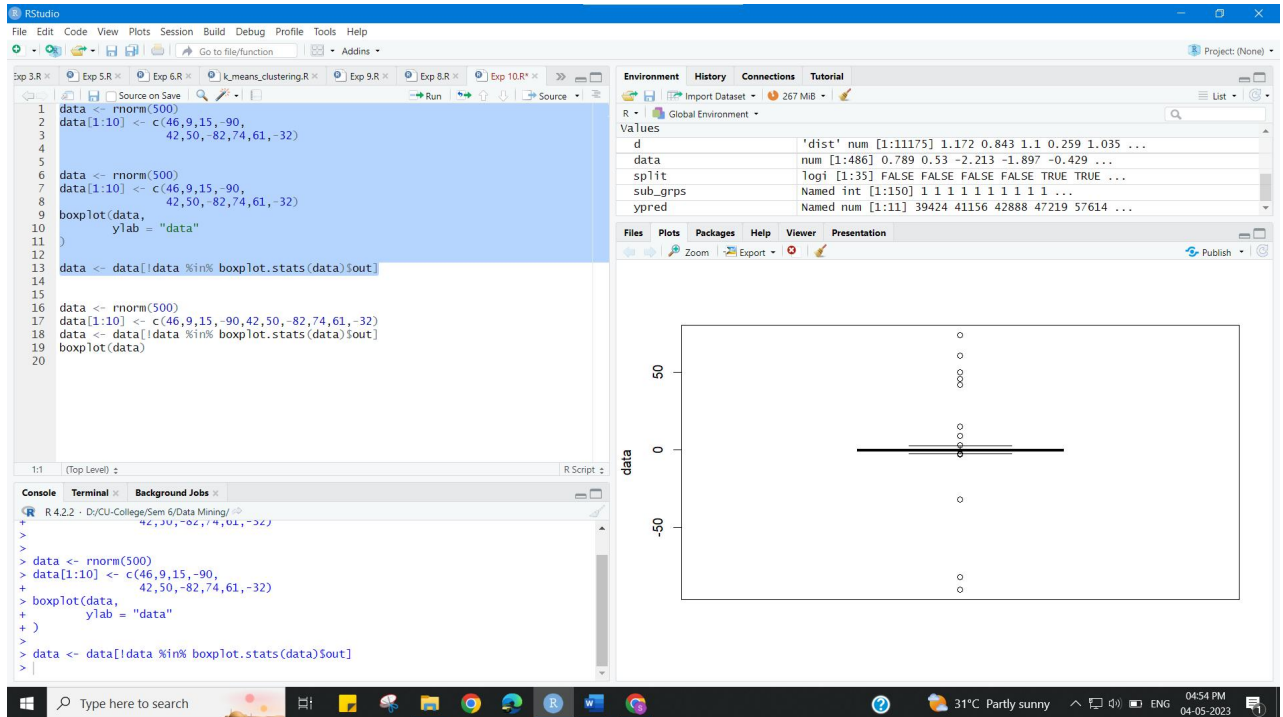 RStudio
File Edit Code View Plots Session Build Debug Profile Tools Help
Go to file/function Addins Project: (None)
Exp 3.R Exp 5.R Exp 6.R k_means_clustering.R Exp 9.R Exp 8.R Exp 10.R*
Source on Save Run Source
1 data <- rnorm(500)
2 data[1:10] <- c(46,9,15,-90,
3 42,50,-82,74,61,-32)
4
5
6 data <- rnorm(500)
7 data[1:10] <- c(46,9,15,-90,
8 42,50,-82,74,61,-32)
9 boxplot(data,
10 ylab = "data"
11 )
12
13 data <- data[!data %in% boxplot.stats(data)$out]
14
15
16 data <- rnorm(500)
17 data[1:10] <- c(46,9,15,-90,42,50,-82,74,61,-32)
18 data <- data[!data %in% boxplot.stats(data)$out]
19 boxplot(data)
20
1:1 (Top Level) R Script
Console Terminal Background Jobs
R 4.2.2 · D:/CU-College/Sem 6/Data Mining/
+ 42,50,-82,74,61,-32)
>
>
> data <- rnorm(500)
> data[1:10] <- c(46,9,15,-90,
+ 42,50,-82,74,61,-32)
> boxplot(data,
+ ylab = "data"
+ )
>
> data <- data[!data %in% boxplot.stats(data)$out]
>
Environment History Connections Tutorial
Import Dataset 267 MiB List
R Global Environment
Values
d 'dist' num [1:11175] 1.172 0.843 1.1 0.259 1.035 ...
data num [1:486] 0.789 0.53 -2.213 -1.897 -0.429 ...
split logi [1:35] FALSE FALSE FALSE FALSE TRUE TRUE ...
sub_grps Named int [1:150] 1 1 1 1 1 1 1 1 1 1 ...
ypred Named num [1:11] 39424 41156 42888 47219 57614 ...
Files Plots Packages Help Viewer Presentation
Zoom Export Publish
50
0
-50
data
Type here to search
31°C Partly sunny ENG 04:54 PM
04-05-2023